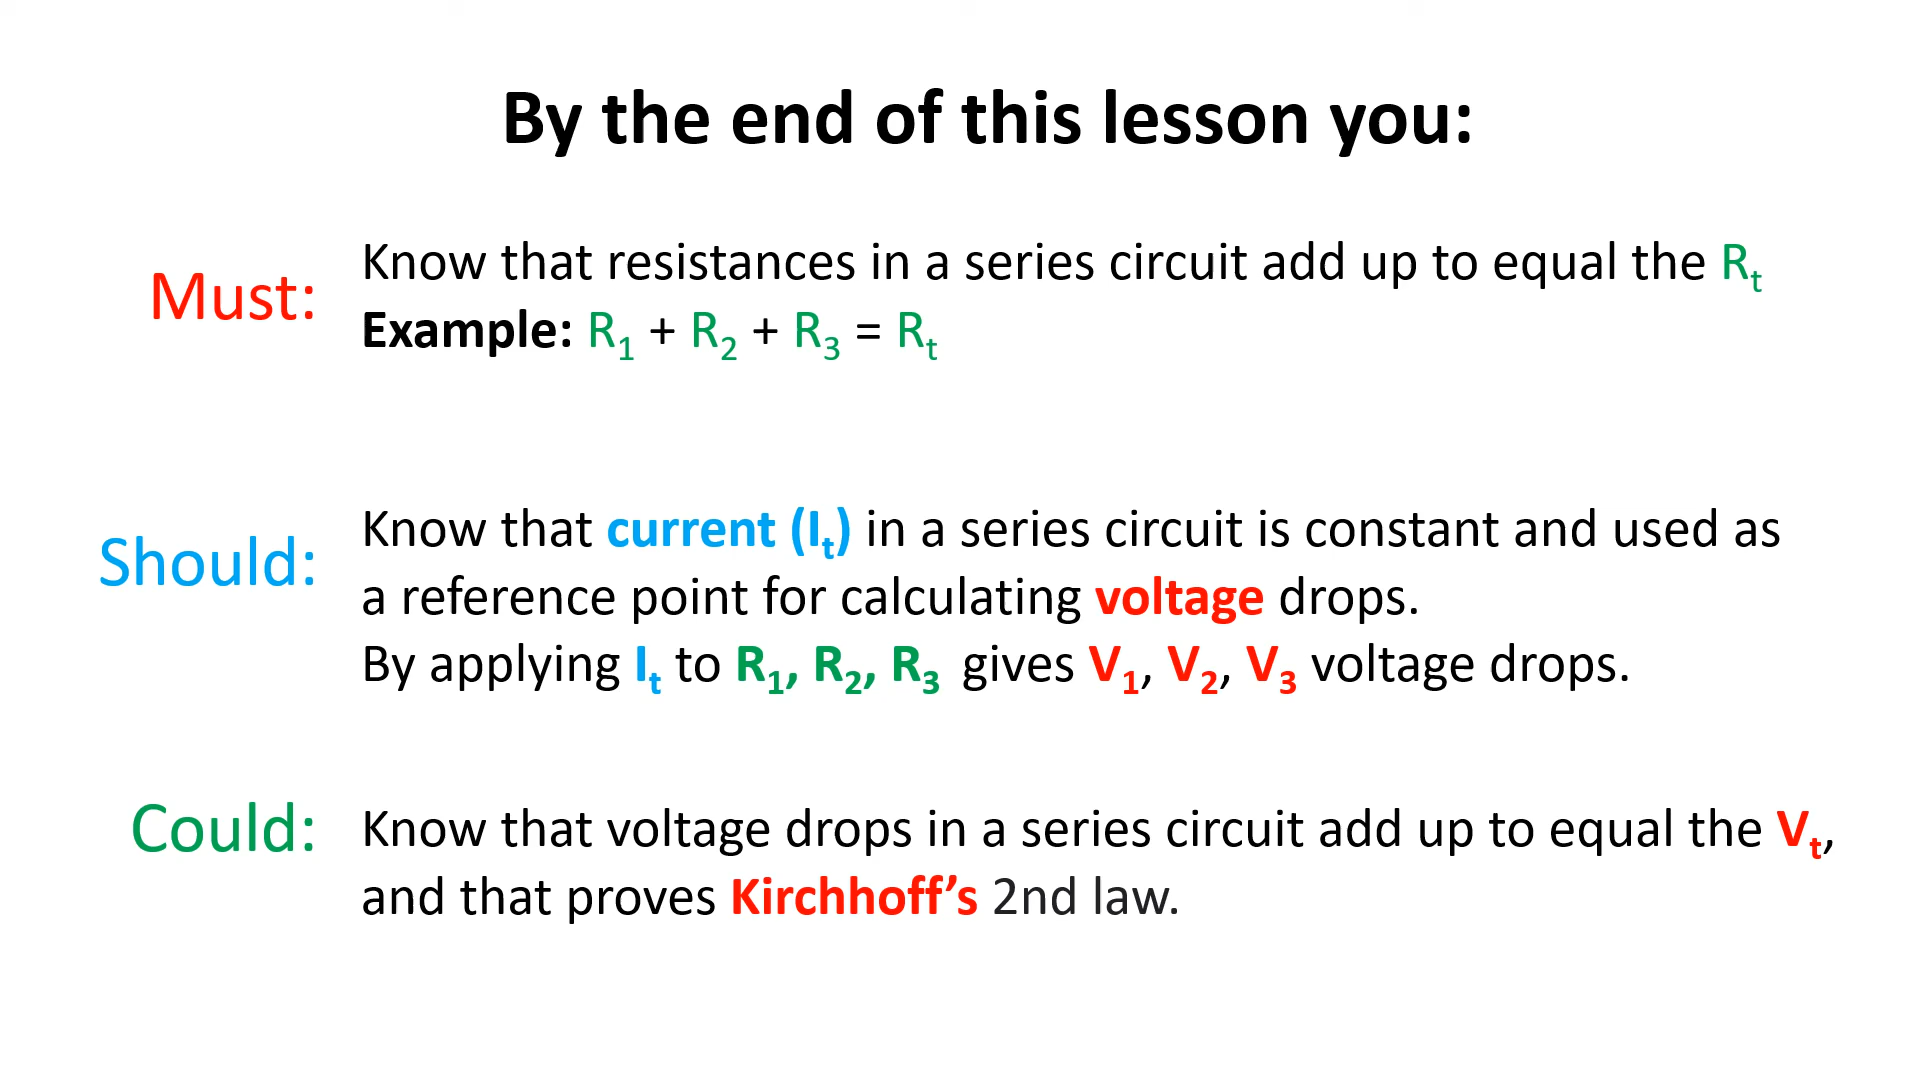 By the end of this lesson you:
Must:
Know that resistances in a series circuit add up to equal the Rt
Example: R1 + R2 + R3 = Rt
Should:
Know that current (It) in a series circuit is constant and used as
a reference point for calculating voltage drops.
By applying It to R1, R2, R3 gives V1, V2, V3 voltage drops.
Could:
Know that voltage drops in a series circuit add up to equal the Vt,
and that proves Kirchhoff’s 2nd law.